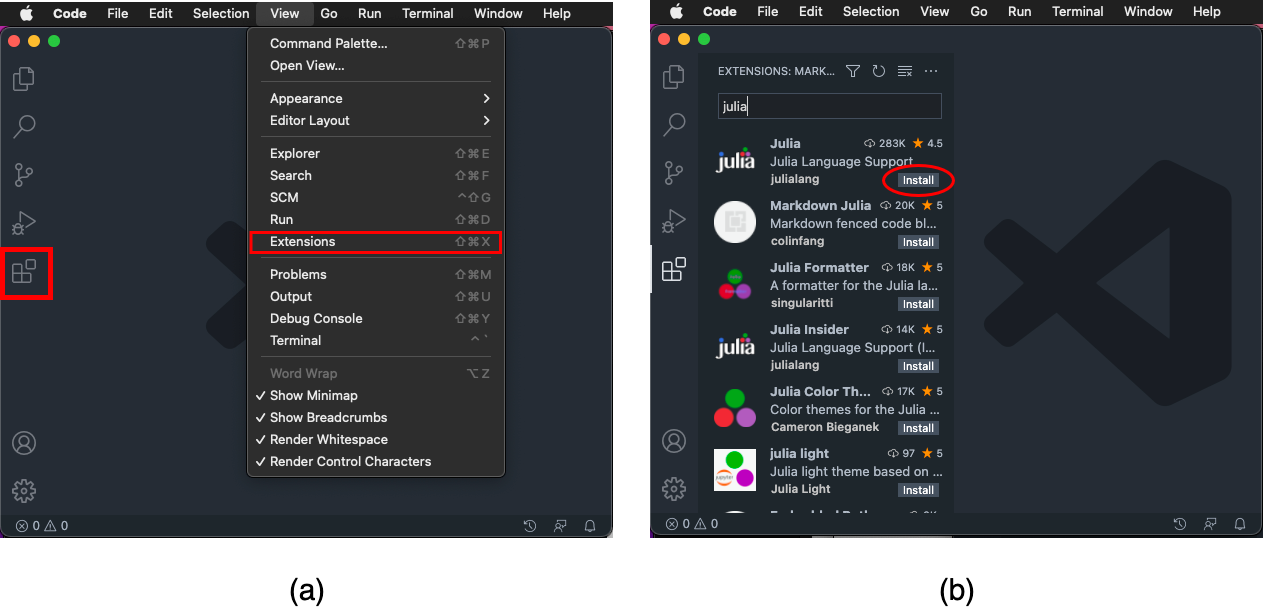 Code File Edit Selection View Go Run Terminal Window Help
Command Palette... ⇧⌘P
Open View...
Appearance
Editor Layout
Explorer ⇧⌘E
Search ⇧⌘F
SCM ⌃⇧G
Run ⇧⌘D
Extensions ⇧⌘X
Problems ⇧⌘M
Output ⇧⌘U
Debug Console ⇧⌘Y
Terminal ⌃`
Word Wrap ⌥Z
✓ Show Minimap
✓ Show Breadcrumbs
✓ Render Whitespace
✓ Render Control Characters
0 0
(a)
Code File Edit Selection View Go Run Terminal Window Help
EXTENSIONS: MARK...
julia
julia
Julia 283K ★ 4.5
Julia Language Support
julialang Install
Markdown Julia 20K ★ 5
Markdown fenced code bl...
colinfang Install
Julia Formatter 18K ★ 5
A formatter for the Julia la...
singularitti Install
julia
Julia Insider 14K ★ 5
Julia Language Support (I...
julialang Install
Julia Color Th... 17K ★ 5
Color themes for the Julia ...
Cameron Bieganek Install
jupyter
julia light 97 ★ 5
Julia light theme based on ...
Julia Light Install
0 0
(b)